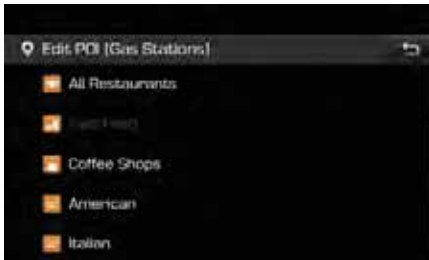 Edit POI [Gas Stations]
All Restaurants
Coffee Shops
American
Italian